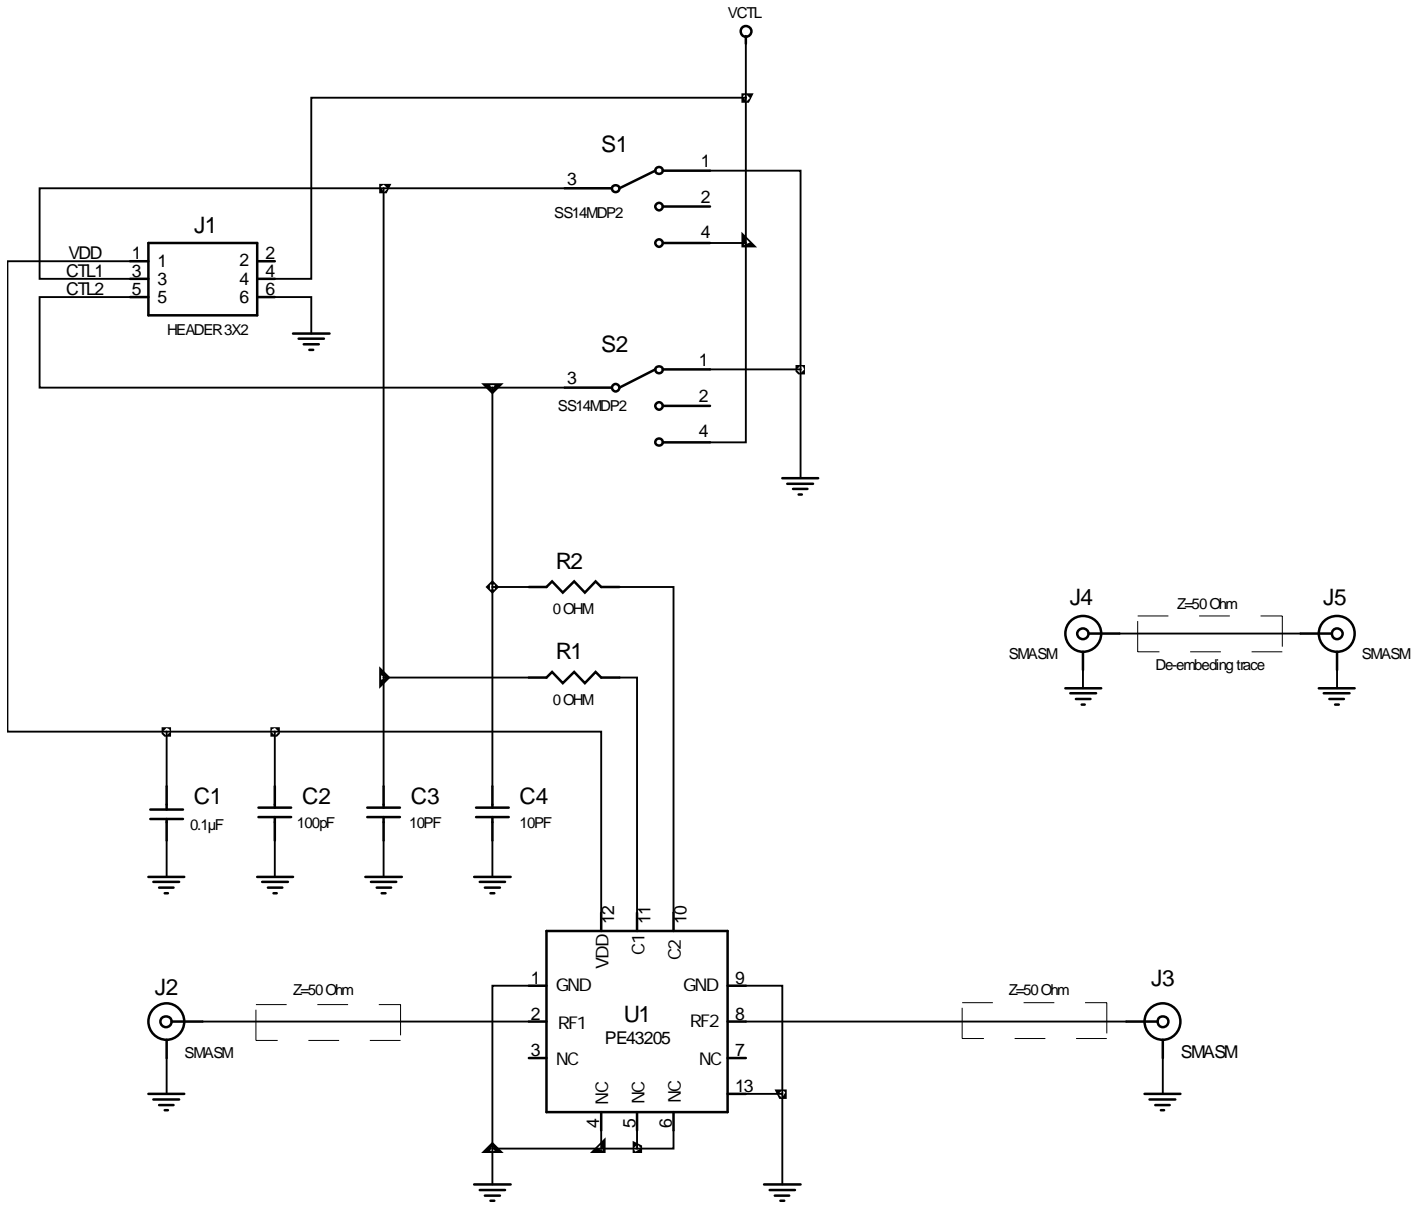 VCTL
S1
3
1
SS14MDP2
2
4
J1
VDD 1 1 2 2
CTL1 3 3 4 4
CTL2 5 5 6 6
HEADER 3X2
S2
3
1
SS14MDP2
2
4
R2
0 OHM
R1
0 OHM
J4
Z=50 Ohm
J5
SMASM
SMASM
De-embeding trace
C1
0.1µF
C2
100pF
C3
10PF
C4
10PF
12
11
10
VDD
C1
C2
J2
Z=50 Ohm
SMASM
1 GND
2 RF1
3 NC
U1
PE43205
GND 9
RF2 8
NC 7
13
NC
NC
NC
4
5
6
Z=50 Ohm
J3
SMASM